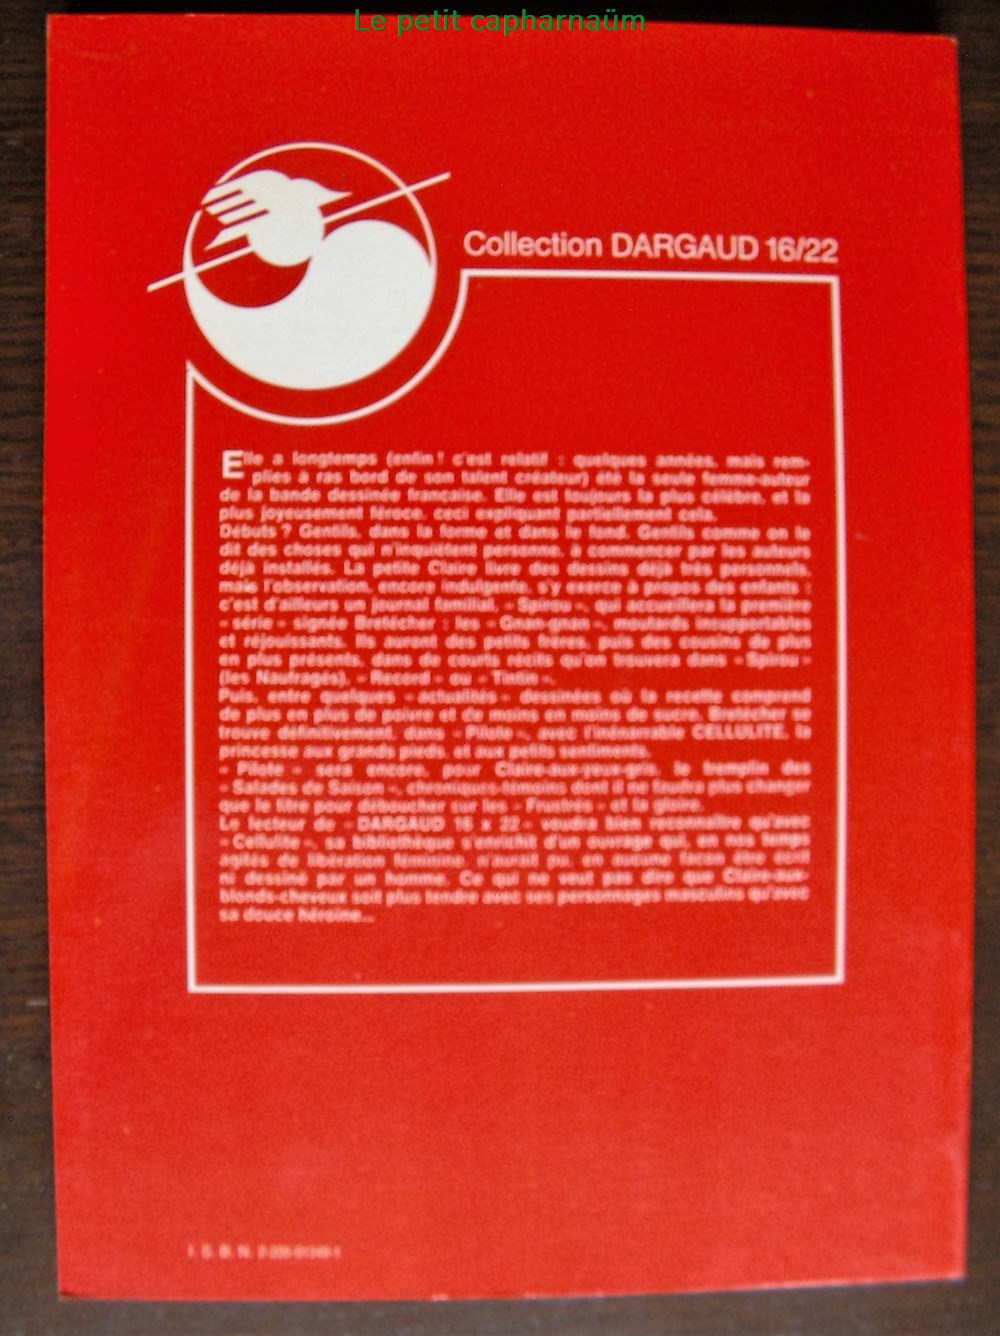 Le petit capharnaüm
Collection DARGAUD 16/22
Elle a longtemps (enfin ! c'est relatif : quelques années, mais rem-
plies à ras bord de son talent créateur) été la seule femme-auteur
de la bande dessinée française. Elle est toujours la plus célèbre, et la
plus joyeusement féroce, ceci expliquant partiellement cela.
Débuts ? Gentils, dans la forme et dans le fond. Gentils comme on le
dit des choses qui n'inquiètent personne, à commencer par les auteurs
déjà installés. La petite Claire livre des dessins déjà très personnels,
mais l'observation, encore indulgente, s'y exerce à propos des enfants :
c'est d'ailleurs un journal familial, « Spirou », qui accueillera la première
« série » signée Bretécher : les « Gnan-gnan », moutards insupportables
et réjouissants. Ils auront des petits frères, puis des cousins de plus
en plus présents, dans de courts récits qu'on trouvera dans « Spirou »
(les Naufragés), « Record » ou « Tintin ».
Puis, entre quelques « actualités » dessinées où la recette comprend
de plus en plus de poivre et de moins en moins de sucre, Bretécher se
trouve définitivement, dans « Pilote », avec l'inénarrable CELLULITE, la
princesse aux grands pieds, et aux petits sentiments.
« Pilote » sera encore, pour Claire-aux-yeux-gris, le tremplin des
« Salades de Saison », chroniques-témoins dont il ne faudra plus changer
que le titre pour déboucher sur les « Frustrés » et la gloire.
Le lecteur de « DARGAUD 16 x 22 » voudra bien reconnaître qu'avec
« Cellulite », sa bibliothèque s'enrichit d'un ouvrage qui, en nos temps
agités de libération féminine, n'aurait pu, en aucune façon être écrit
ni dessiné par un homme. Ce qui ne veut pas dire que Claire-aux-
blonds-cheveux soit plus tendre avec ses personnages masculins qu'avec
sa douce héroïne...
I. S. B. N.